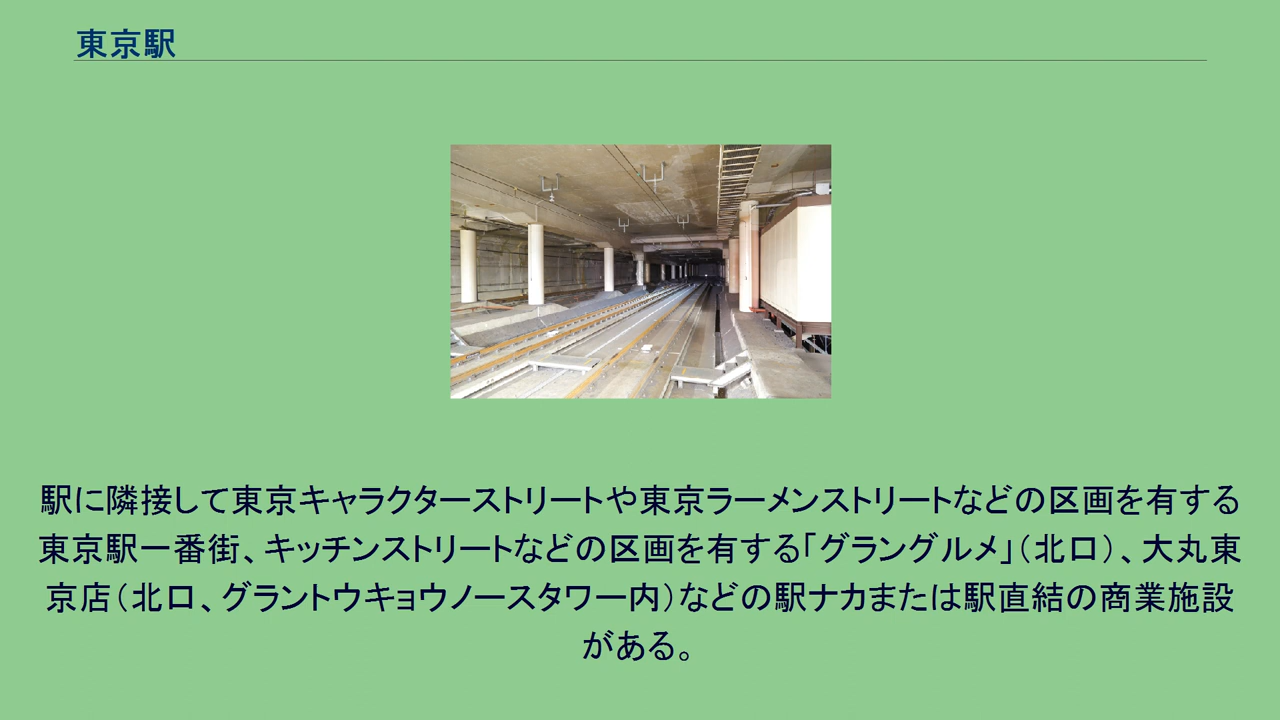 東京駅
駅に隣接して東京キャラクターストリートや東京ラーメンストリートなどの区画を有する
東京駅一番街、キッチンストリートなどの区画を有する「グラングルメ」（北口）、大丸東
京店（北口、グラントウキョウノースタワー内）などの駅ナカまたは駅直結の商業施設
がある。